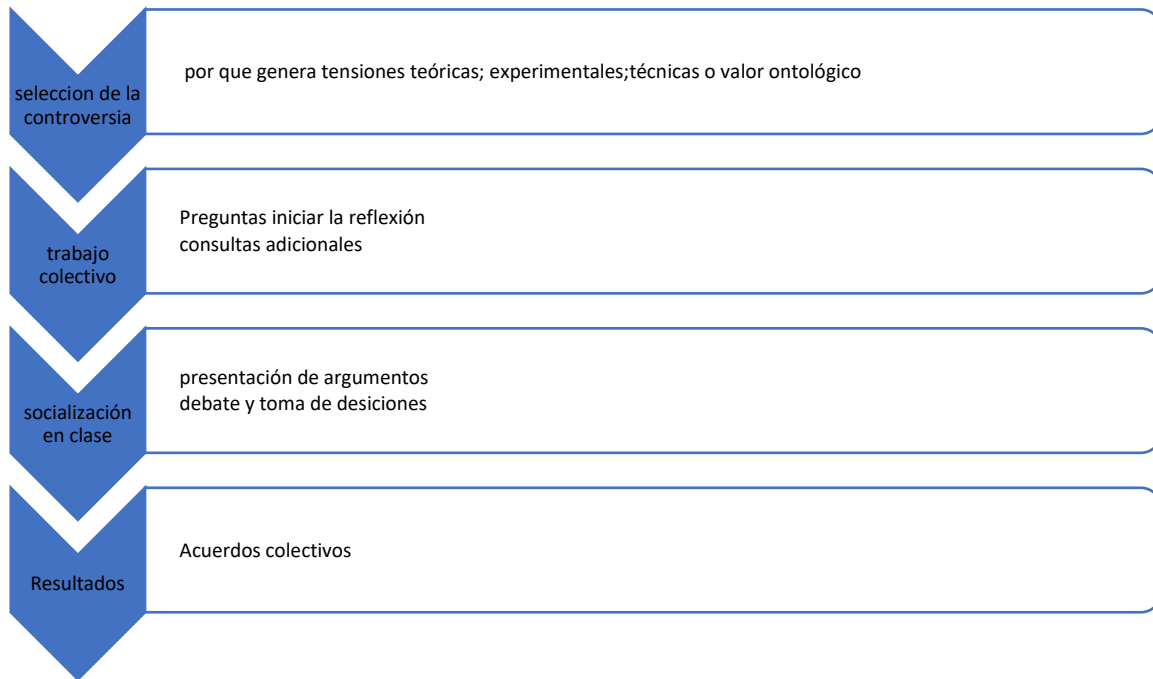 seleccion de la
controversia
por que genera tensiones teóricas; experimentales;técnicas o valor ontológico
trabajo
colectivo
Preguntas iniciar la reflexión
consultas adicionales
socialización
en clase
presentación de argumentos
debate y toma de desiciones
Resultados
Acuerdos colectivos